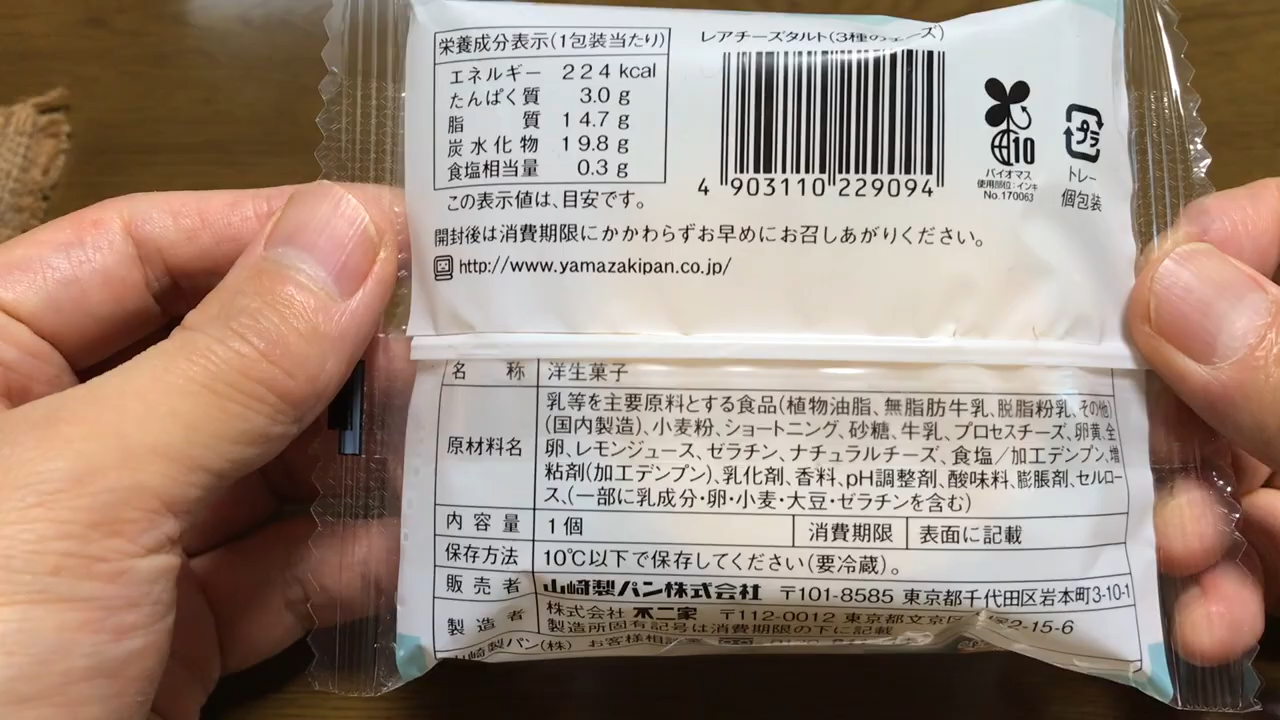 栄養成分表示(1包装当たり)
エネルギー 224 kcal
たんぱく質 3.0 g
脂質 14.7 g
炭水化物 19.8 g
食塩相当量 0.3 g
この表示値は、目安です。
レアチーズタルト(3種の
4 903110 229094
10
バイオマス
使用部位:インキ
No.170063
プラ
トレー
個包装
開封後は消費期限にかかわらずお早めにお召しあがりください。
http://www.yamazakipan.co.jp/
名称 洋生菓子
原材料名
乳等を主要原料とする食品(植物油脂、無脂肪牛乳、脱脂粉乳、その他)
(国内製造)、小麦粉、ショートニング、砂糖、牛乳、プロセスチーズ、卵黄、全
卵、レモンジュース、ゼラチン、ナチュラルチーズ、食塩/加工デンプン、増
粘剤(加工デンプン)、乳化剤、香料、pH調整剤、酸味料、膨脹剤、セルロー
ス、(一部に乳成分・卵・小麦・大豆・ゼラチンを含む)
内容量 1個 消費期限 表面に記載
保存方法 10℃以下で保存してください(要冷蔵)。
販売者 山崎製パン株式会社 〒101-8585 東京都千代田区岩本町3-10-1
製造者 株式会社 不二家 〒112-0012 東京都文京区 2-15-6
製造所固有記号は消費期限の下に記載
山崎製パン(株) お客様相談